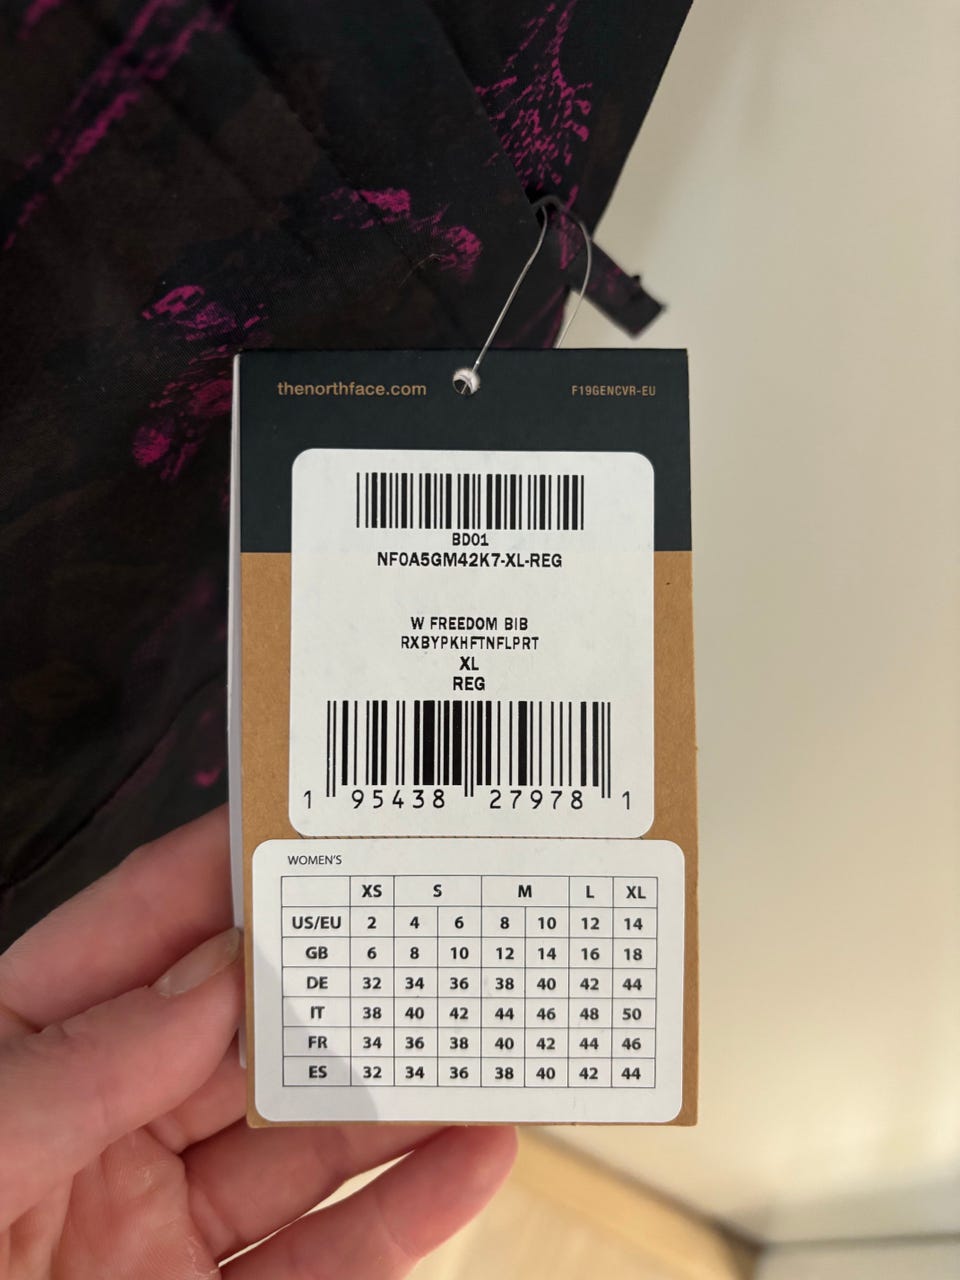 thenorthface.com
F19GENCVR-EU
BD01
NF0A5GM42K7-XL-REG
W FREEDOM BIB
RXBYPKHFTNFLPRT
XL
REG
1 95438 27978 1
WOMEN'S
XS S M L XL
US/EU 2 4 6 8 10 12 14
GB 6 8 10 12 14 16 18
DE 32 34 36 38 40 42 44
IT 38 40 42 44 46 48 50
FR 34 36 38 40 42 44 46
ES 32 34 36 38 40 42 44